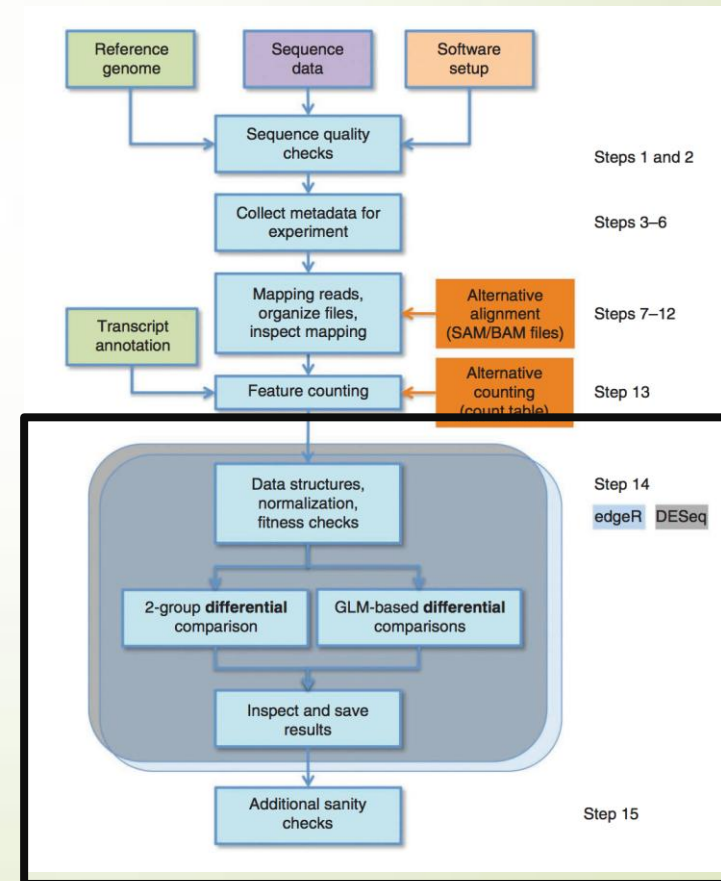 Reference
genome
Sequence
data
Software
setup
Sequence quality
checks
Steps 1 and 2
Collect metadata for
experiment
Steps 3–6
Mapping reads,
organize files,
inspect mapping
Alternative
alignment
(SAM/BAM files)
Steps 7–12
Transcript
annotation
Feature counting
Alternative
counting
(count table)
Step 13
Data structures,
normalization,
fitness checks
Step 14
edgeR DESeq
2-group differential
comparison
GLM-based differential
comparisons
Inspect and save
results
Additional sanity
checks
Step 15